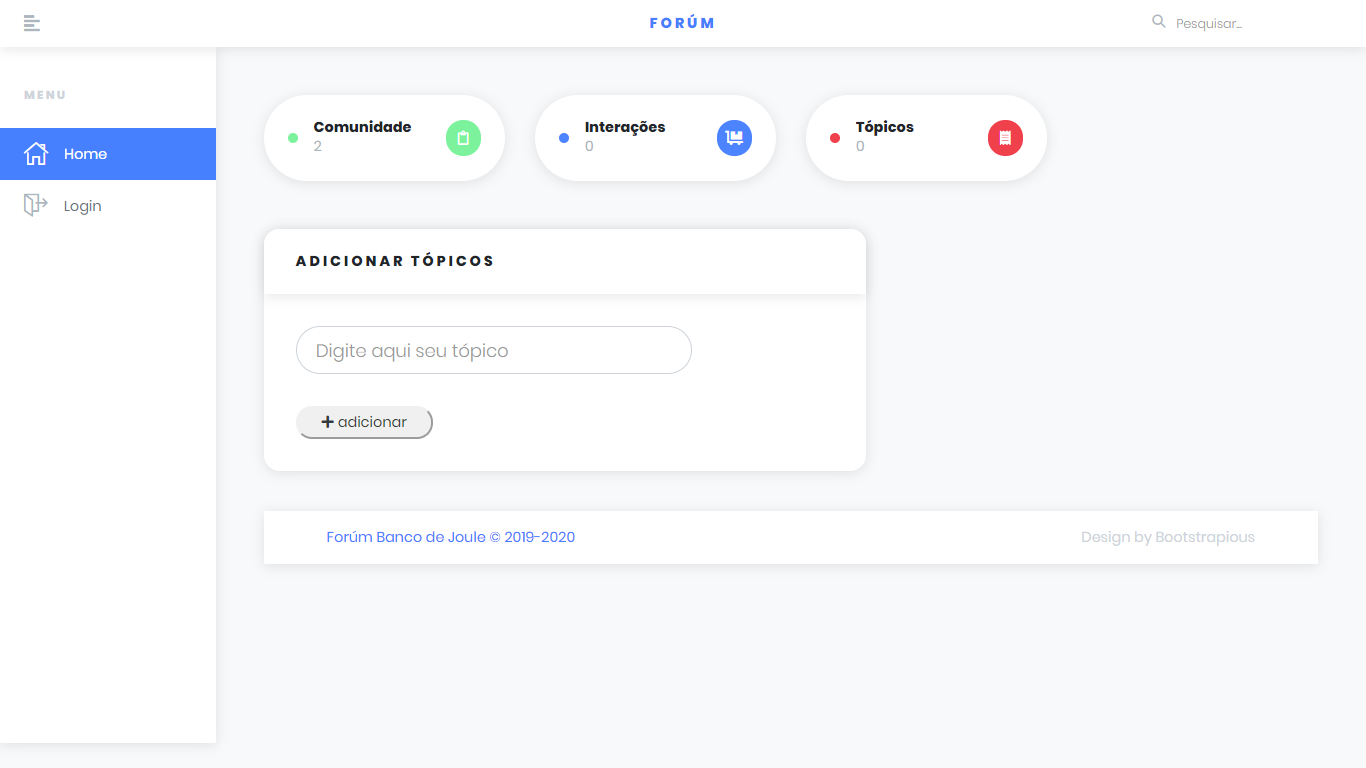 FORÚM
Pesquisar...
MENU
Home
Login
Comunidade
2
Interações
0
Tópicos
0
ADICIONAR TÓPICOS
Digite aqui seu tópico
adicionar
Forúm Banco de Joule © 2019-2020
Design by Bootstrapious